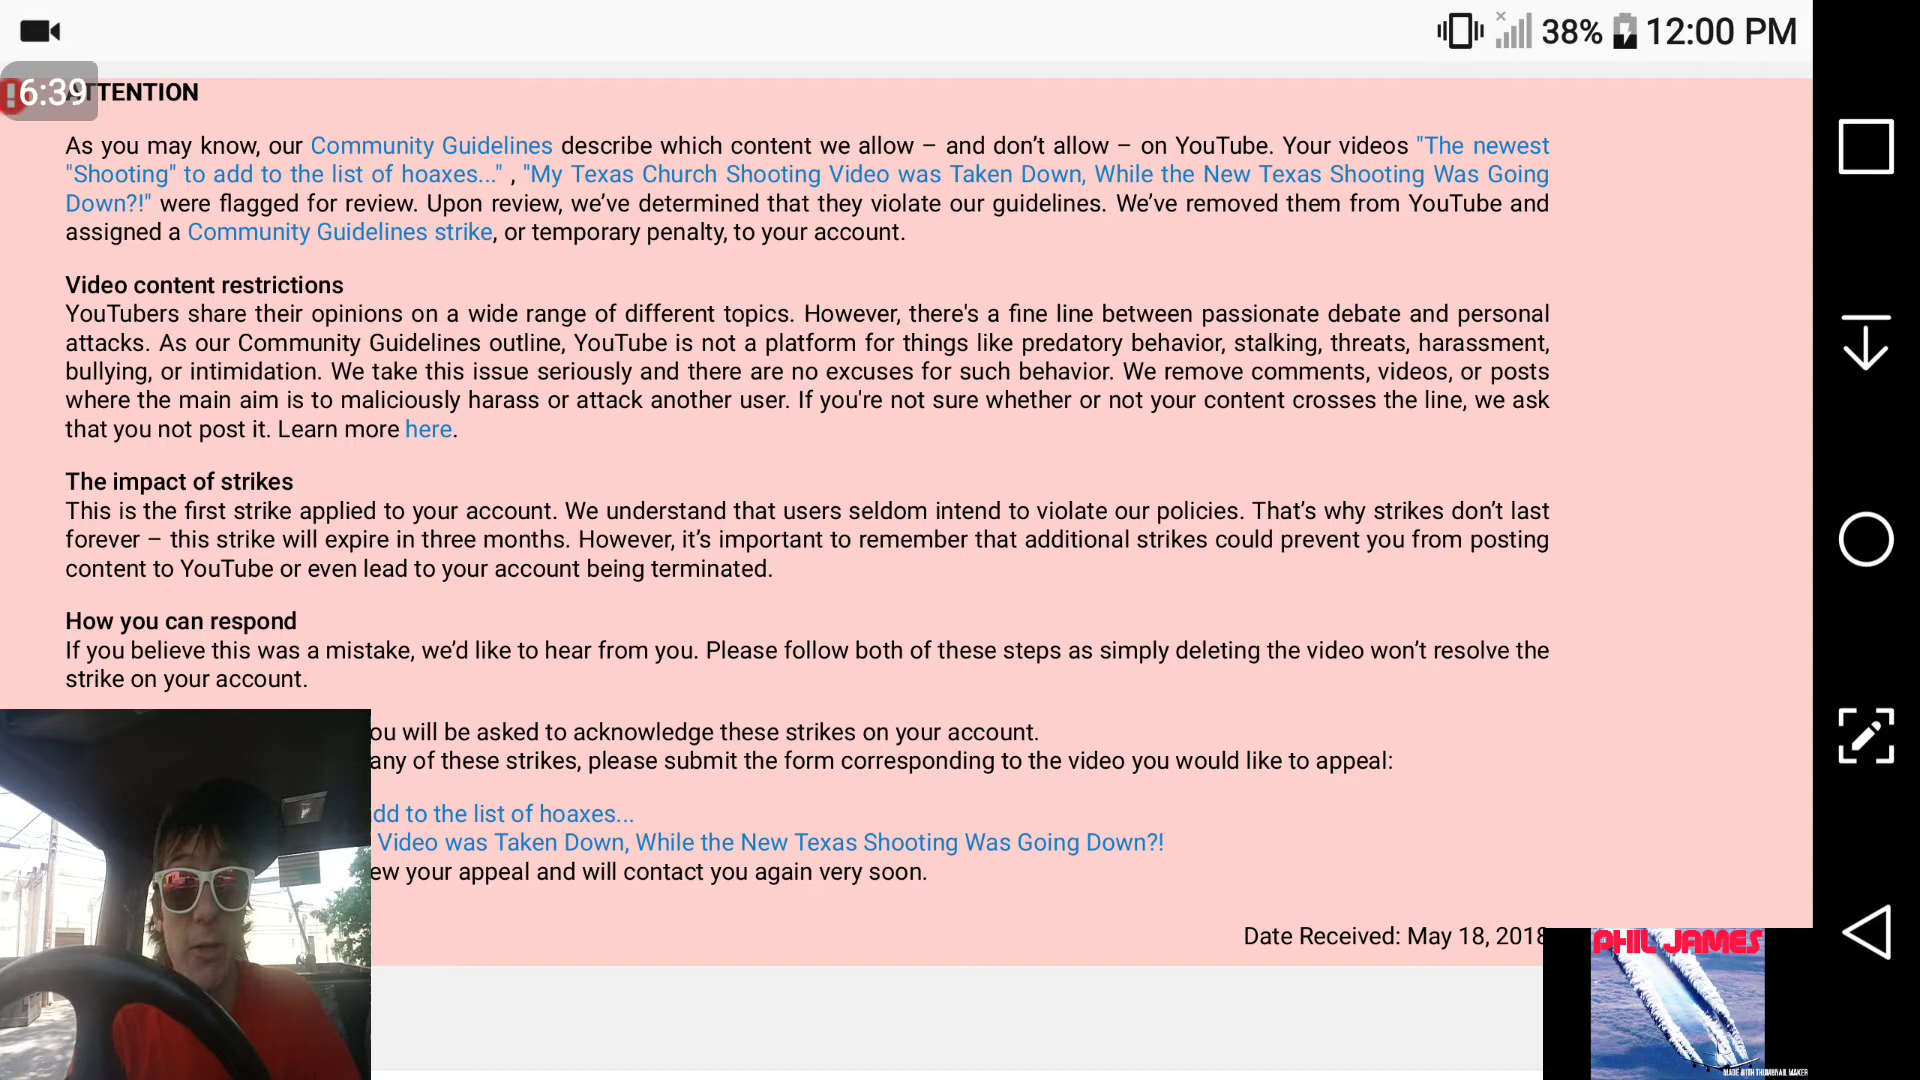 38% 12:00 PM
6:39
ATTENTION
As you may know, our Community Guidelines describe which content we allow – and don’t allow – on YouTube. Your videos "The newest
"Shooting" to add to the list of hoaxes..." , "My Texas Church Shooting Video was Taken Down, While the New Texas Shooting Was Going
Down?!" were flagged for review. Upon review, we’ve determined that they violate our guidelines. We’ve removed them from YouTube and
assigned a Community Guidelines strike, or temporary penalty, to your account.
Video content restrictions
YouTubers share their opinions on a wide range of different topics. However, there's a fine line between passionate debate and personal
attacks. As our Community Guidelines outline, YouTube is not a platform for things like predatory behavior, stalking, threats, harassment,
bullying, or intimidation. We take this issue seriously and there are no excuses for such behavior. We remove comments, videos, or posts
where the main aim is to maliciously harass or attack another user. If you're not sure whether or not your content crosses the line, we ask
that you not post it. Learn more here.
The impact of strikes
This is the first strike applied to your account. We understand that users seldom intend to violate our policies. That’s why strikes don’t last
forever – this strike will expire in three months. However, it’s important to remember that additional strikes could prevent you from posting
content to YouTube or even lead to your account being terminated.
How you can respond
If you believe this was a mistake, we’d like to hear from you. Please follow both of these steps as simply deleting the video won’t resolve the
strike on your account.
ou will be asked to acknowledge these strikes on your account.
any of these strikes, please submit the form corresponding to the video you would like to appeal:
dd to the list of hoaxes...
Video was Taken Down, While the New Texas Shooting Was Going Down?!
ew your appeal and will contact you again very soon.
Date Received: May 18, 2018
PHIL JAMES
MADE WITH THUMBNAIL MAKER